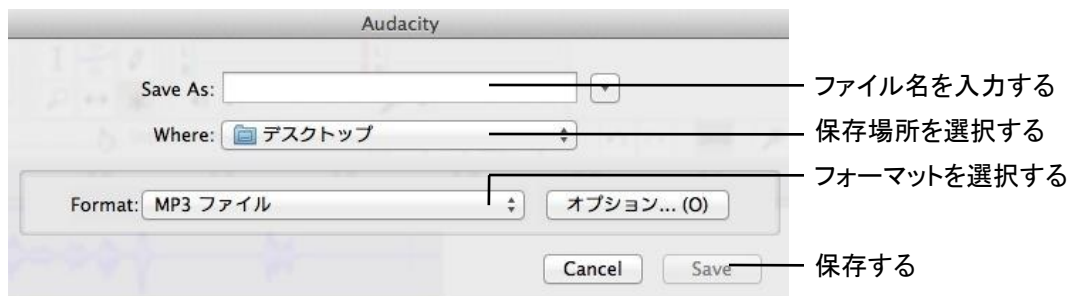 Audacity
Save As:
ファイル名を入力する
Where: デスクトップ
保存場所を選択する
フォーマットを選択する
Format: MP3 ファイル オプション... (O)
Cancel Save
保存する